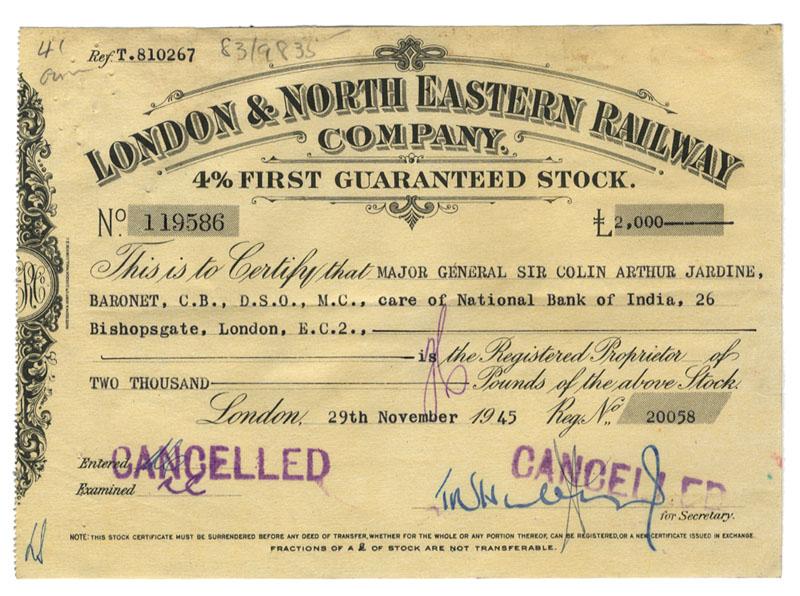 41
Ref. T.810267
83/9835
LONDON & NORTH EASTERN RAILWAY
COMPANY.
4% FIRST GUARANTEED STOCK.
No. 119586
£ 2,000
This is to Certify that MAJOR GENERAL SIR COLIN ARTHUR JARDINE,
BARONET, C.B., D.S.O., M.C., care of National Bank of India, 26
Bishopsgate, London, E.C.2.,
is the Registered Proprietor of
TWO THOUSAND Pounds of the above Stock.
London, 29th November 1945 Reg. No. 20058
Entered
CANCELLED
CANCELLED
Examined
for Secretary.
NOTE: THIS STOCK CERTIFICATE MUST BE SURRENDERED BEFORE ANY DEED OF TRANSFER, WHETHER FOR THE WHOLE OR ANY PORTION THEREOF, CAN BE REGISTERED, OR A NEW CERTIFICATE ISSUED IN EXCHANGE.
FRACTIONS OF A £ OF STOCK ARE NOT TRANSFERABLE.